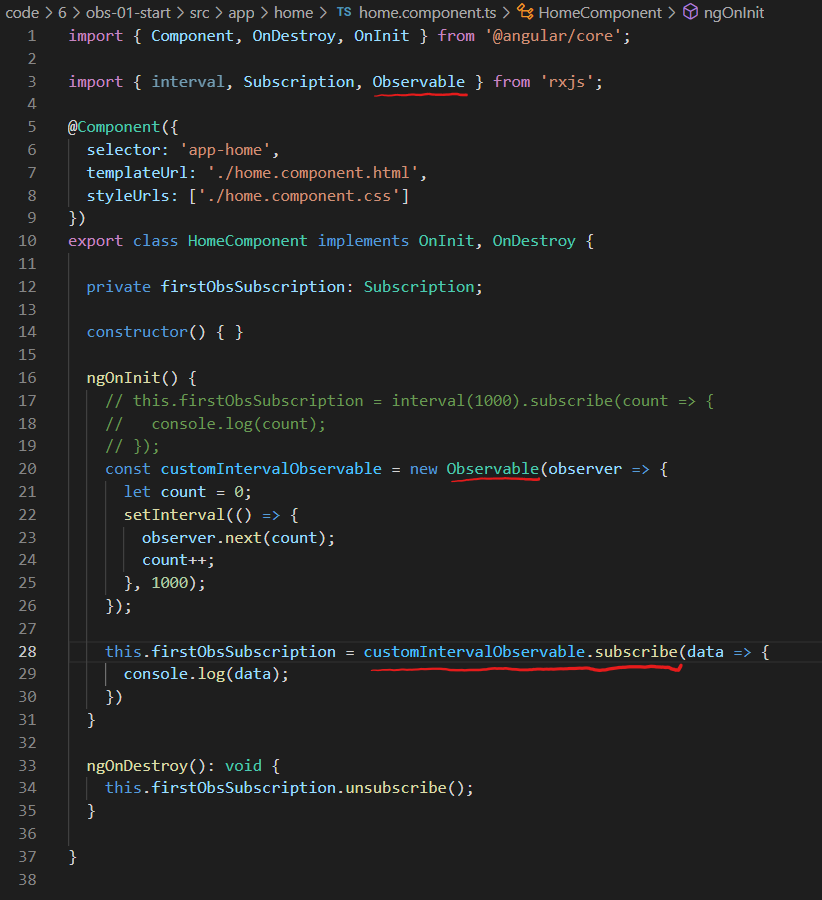 code > 6 > obs-01-start > src > app > home > TS home.component.ts > HomeComponent > ngOnInit
1 import { Component, OnDestroy, OnInit } from '@angular/core';
2
3 import { interval, Subscription, Observable } from 'rxjs';
4
5 @Component({
6   selector: 'app-home',
7   templateUrl: './home.component.html',
8   styleUrls: ['./home.component.css']
9 })
10 export class HomeComponent implements OnInit, OnDestroy {
11
12   private firstObsSubscription: Subscription;
13
14   constructor() { }
15
16   ngOnInit() {
17     // this.firstObsSubscription = interval(1000).subscribe(count => {
18     //   console.log(count);
19     // });
20     const customIntervalObservable = new Observable(observer => {
21       let count = 0;
22       setInterval(() => {
23         observer.next(count);
24         count++;
25       }, 1000);
26     });
27
28     this.firstObsSubscription = customIntervalObservable.subscribe(data => {
29       console.log(data);
30     })
31   }
32
33   ngOnDestroy(): void {
34     this.firstObsSubscription.unsubscribe();
35   }
36
37 }
38